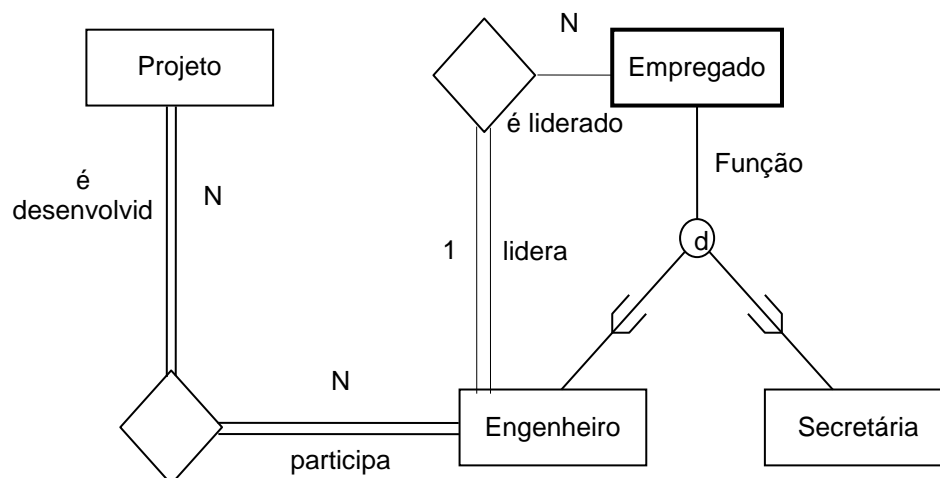 Projeto
N
Empregado
é liderado
Função
é
desenvolvid
N
1
lidera
d
N
participa
Engenheiro
Secretária